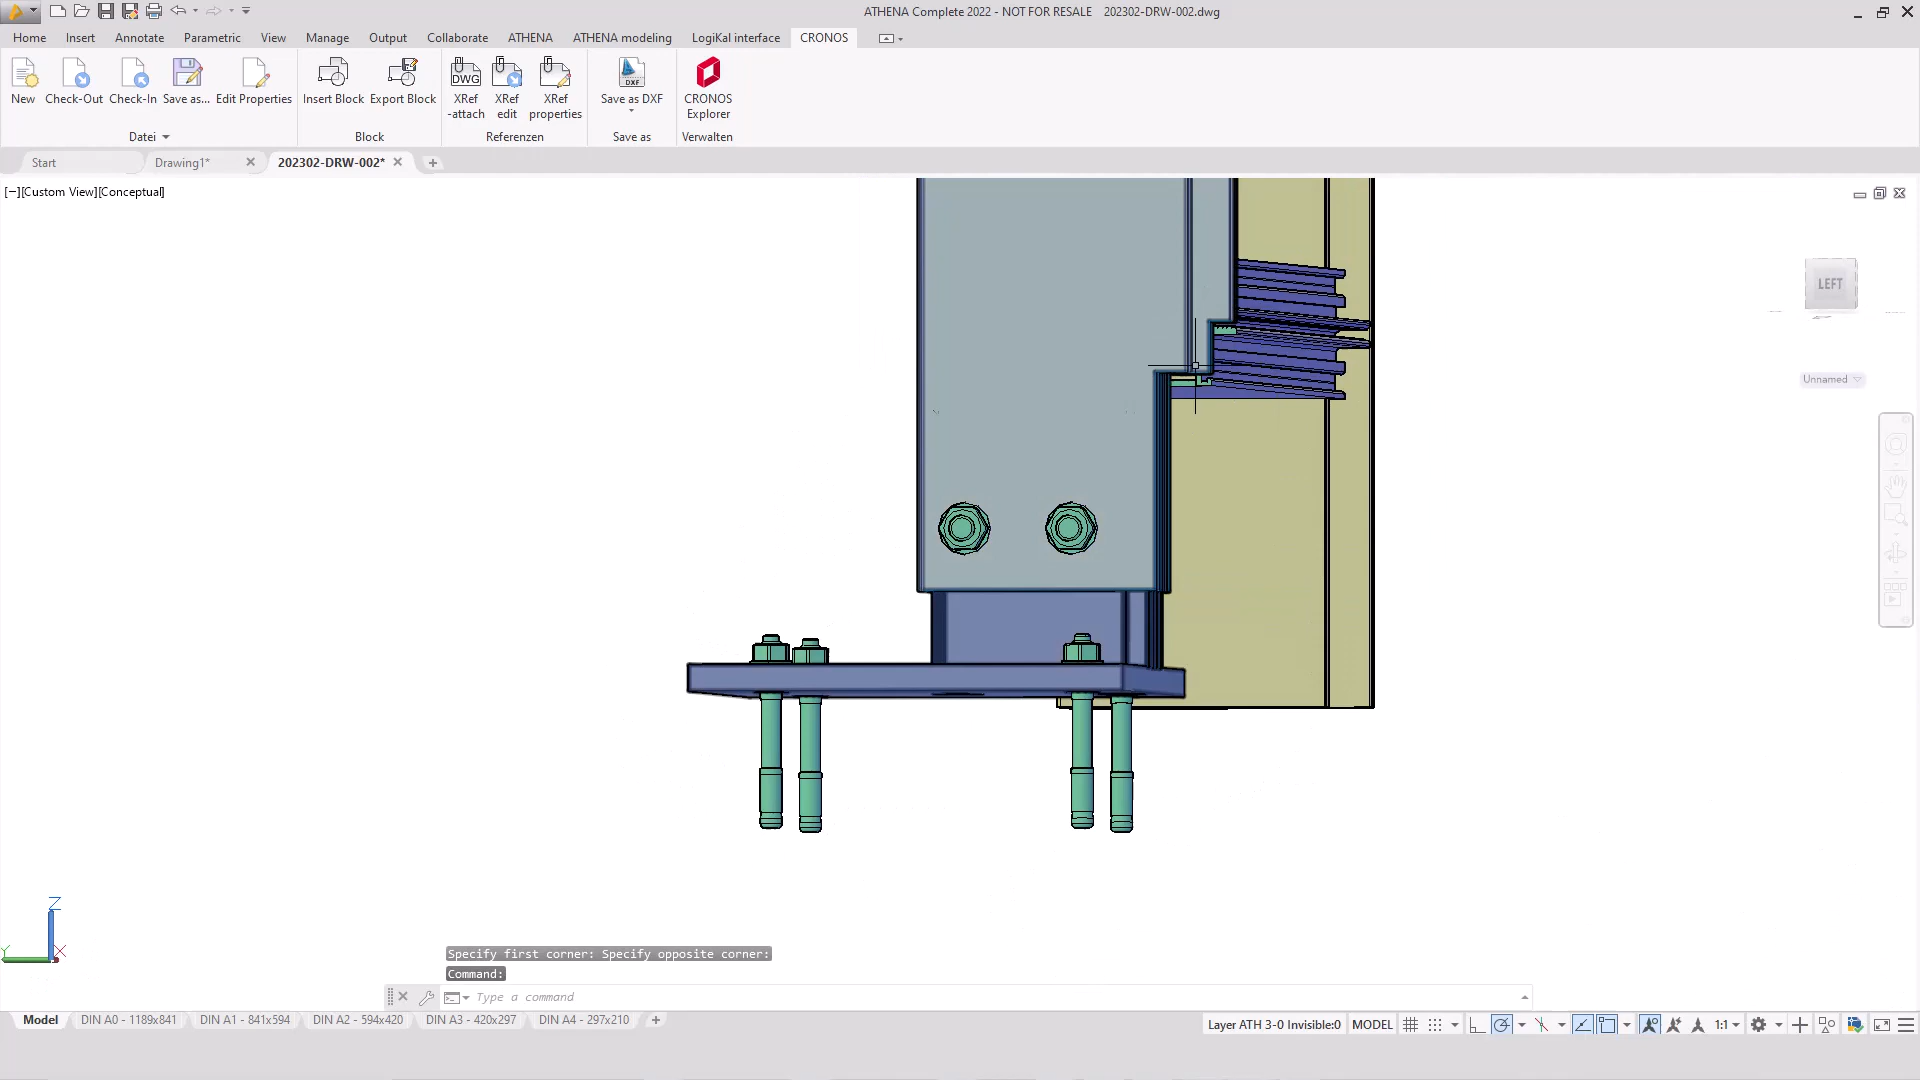 ATHENA Complete 2022 - NOT FOR RESALE 202302-DRW-002.dwg
Home Insert Annotate Parametric View Manage Output Collaborate ATHENA ATHENA modeling LogiKal interface CRONOS
New Check-Out Check-In Save as... Edit Properties Insert Block Export Block XRef -attach XRef edit XRef properties Save as DXF CRONOS Explorer
DWG
DXF
Datei Block Referenzen Save as Verwalten
Start Drawing1* 202302-DRW-002*
[−][Custom View][Conceptual]
LEFT
Unnamed
Z
Y X
Specify first corner: Specify opposite corner:
Command:
Type a command
Model DIN A0 - 1189x841 DIN A1 - 841x594 DIN A2 - 594x420 DIN A3 - 420x297 DIN A4 - 297x210
Layer ATH 3-0 Invisible:0 MODEL 1:1